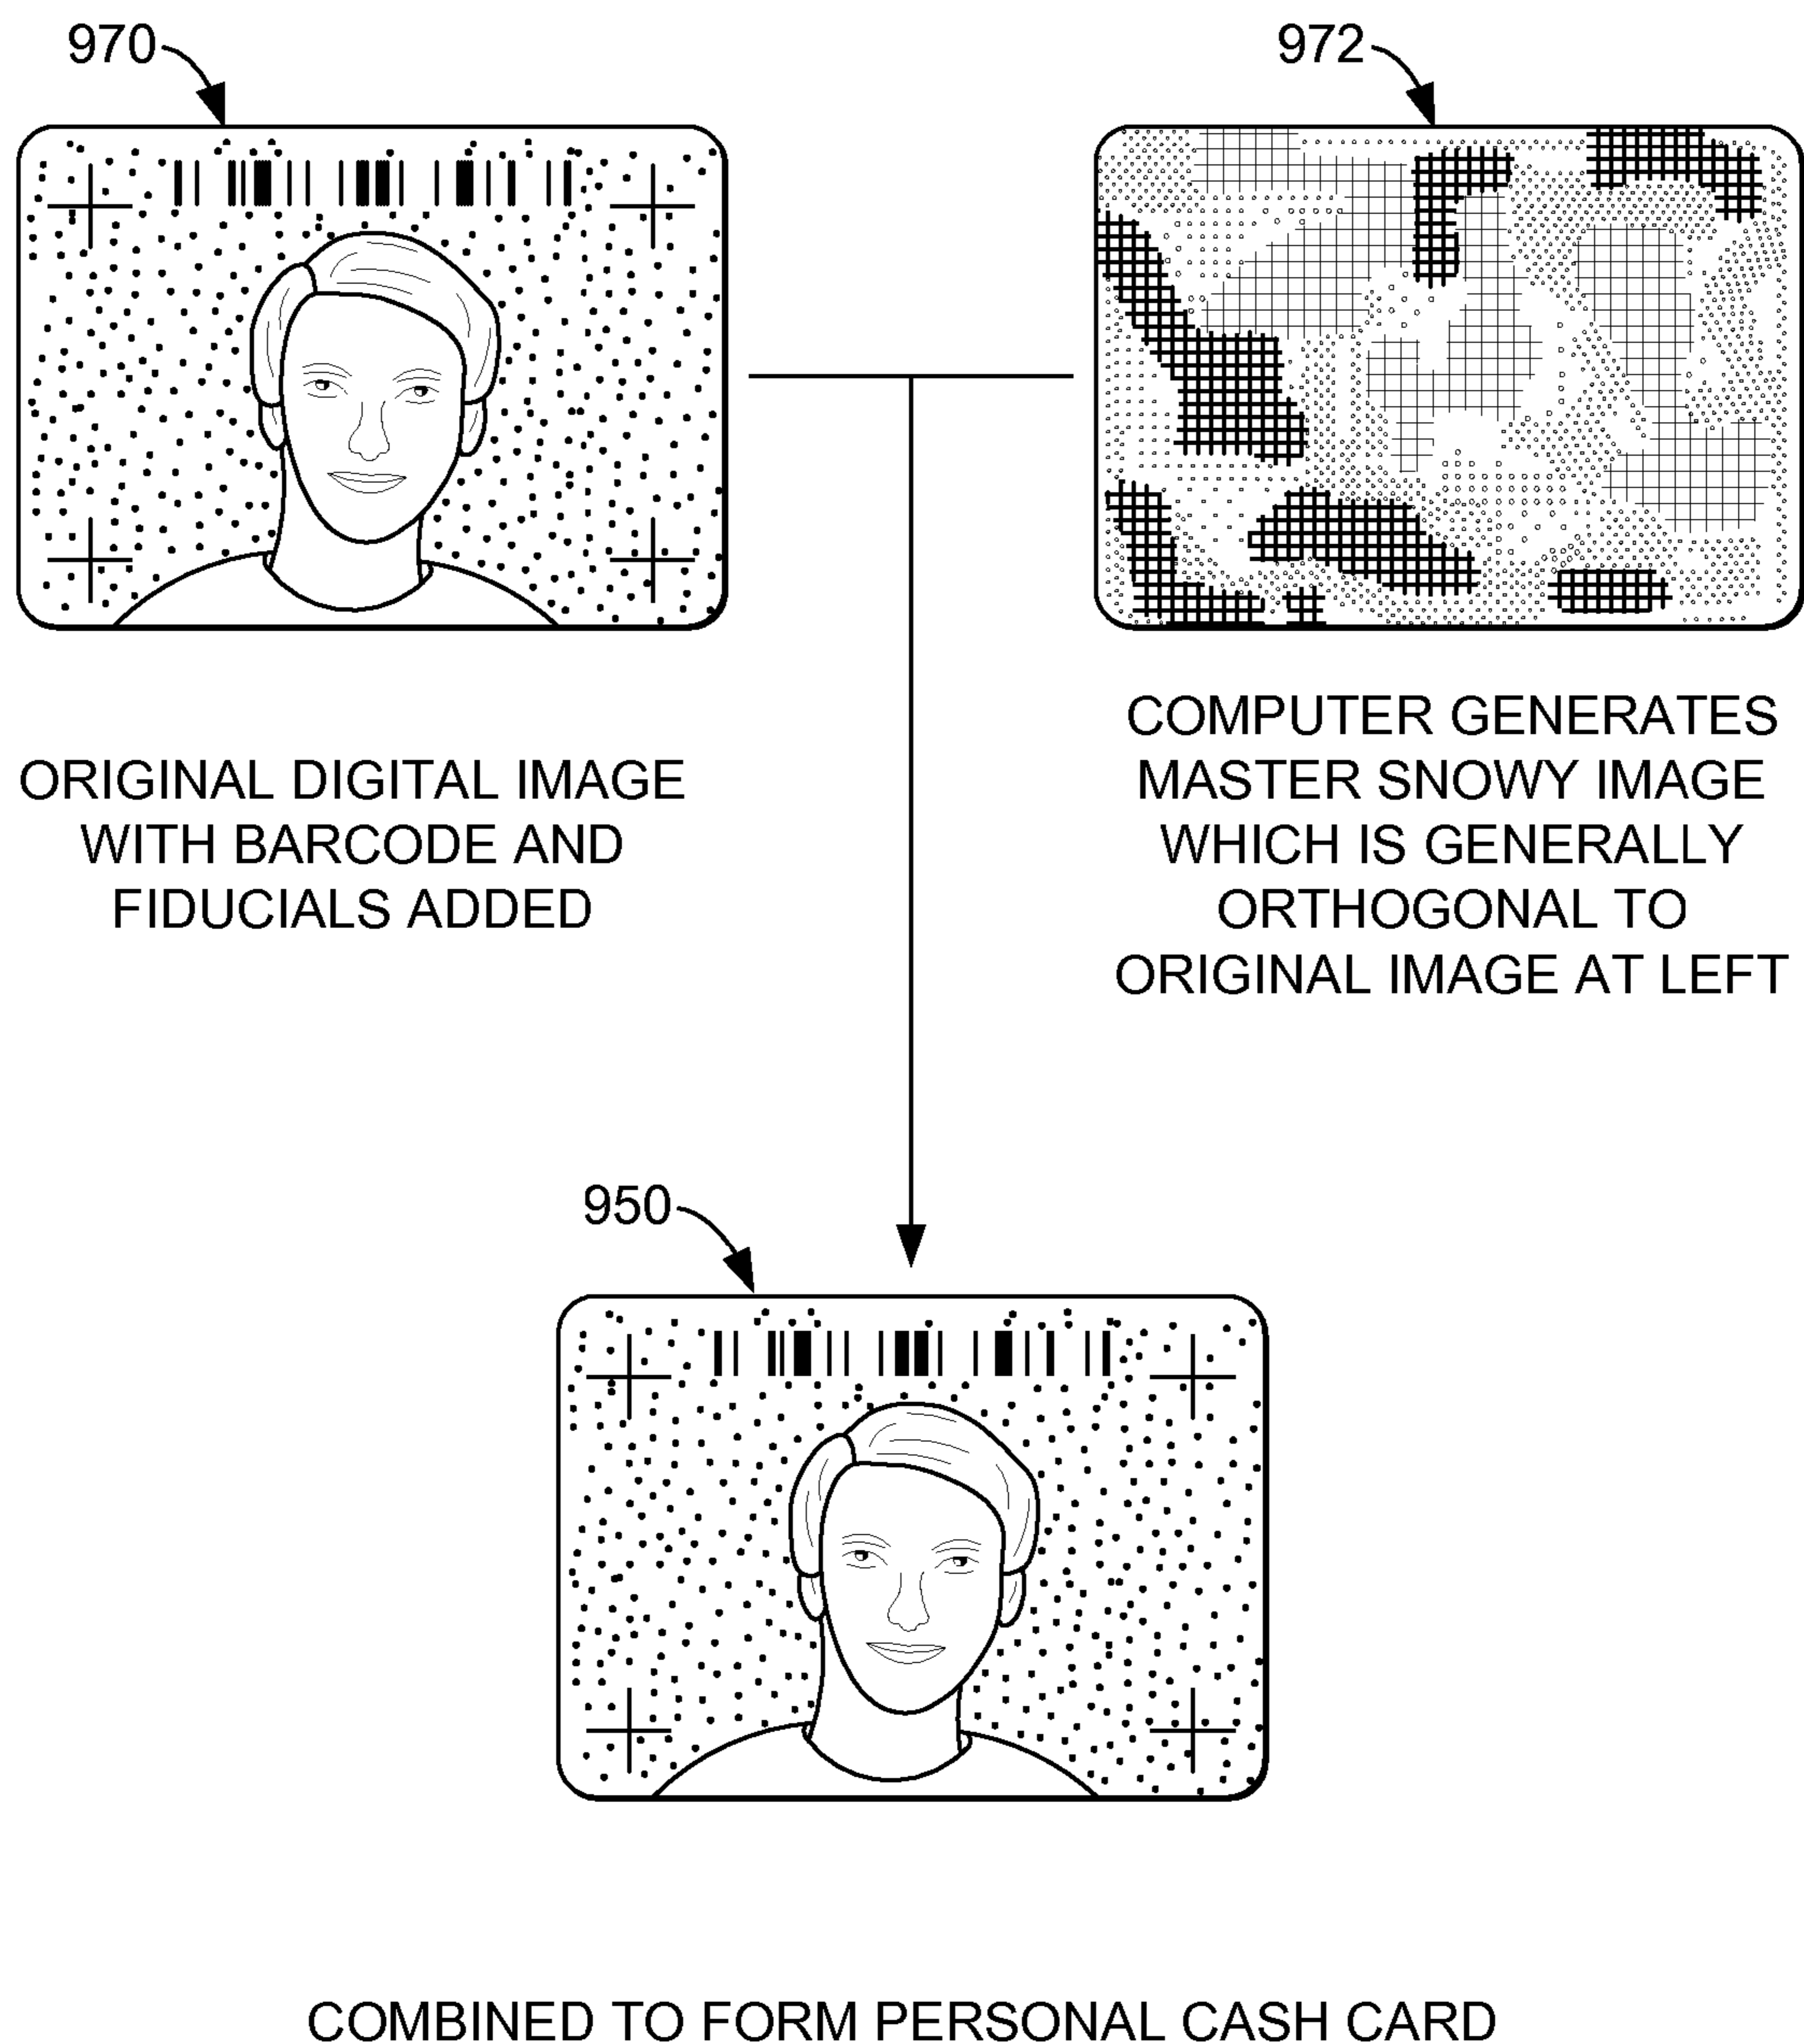 970
972
ORIGINAL DIGITAL IMAGE
WITH BARCODE AND
FIDUCIALS ADDED
COMPUTER GENERATES
MASTER SNOWY IMAGE
WHICH IS GENERALLY
ORTHOGONAL TO
ORIGINAL IMAGE AT LEFT
950
COMBINED TO FORM PERSONAL CASH CARD